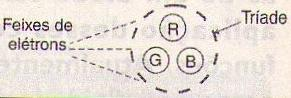 Feixes de
elétrons
Tríade
R
G
B